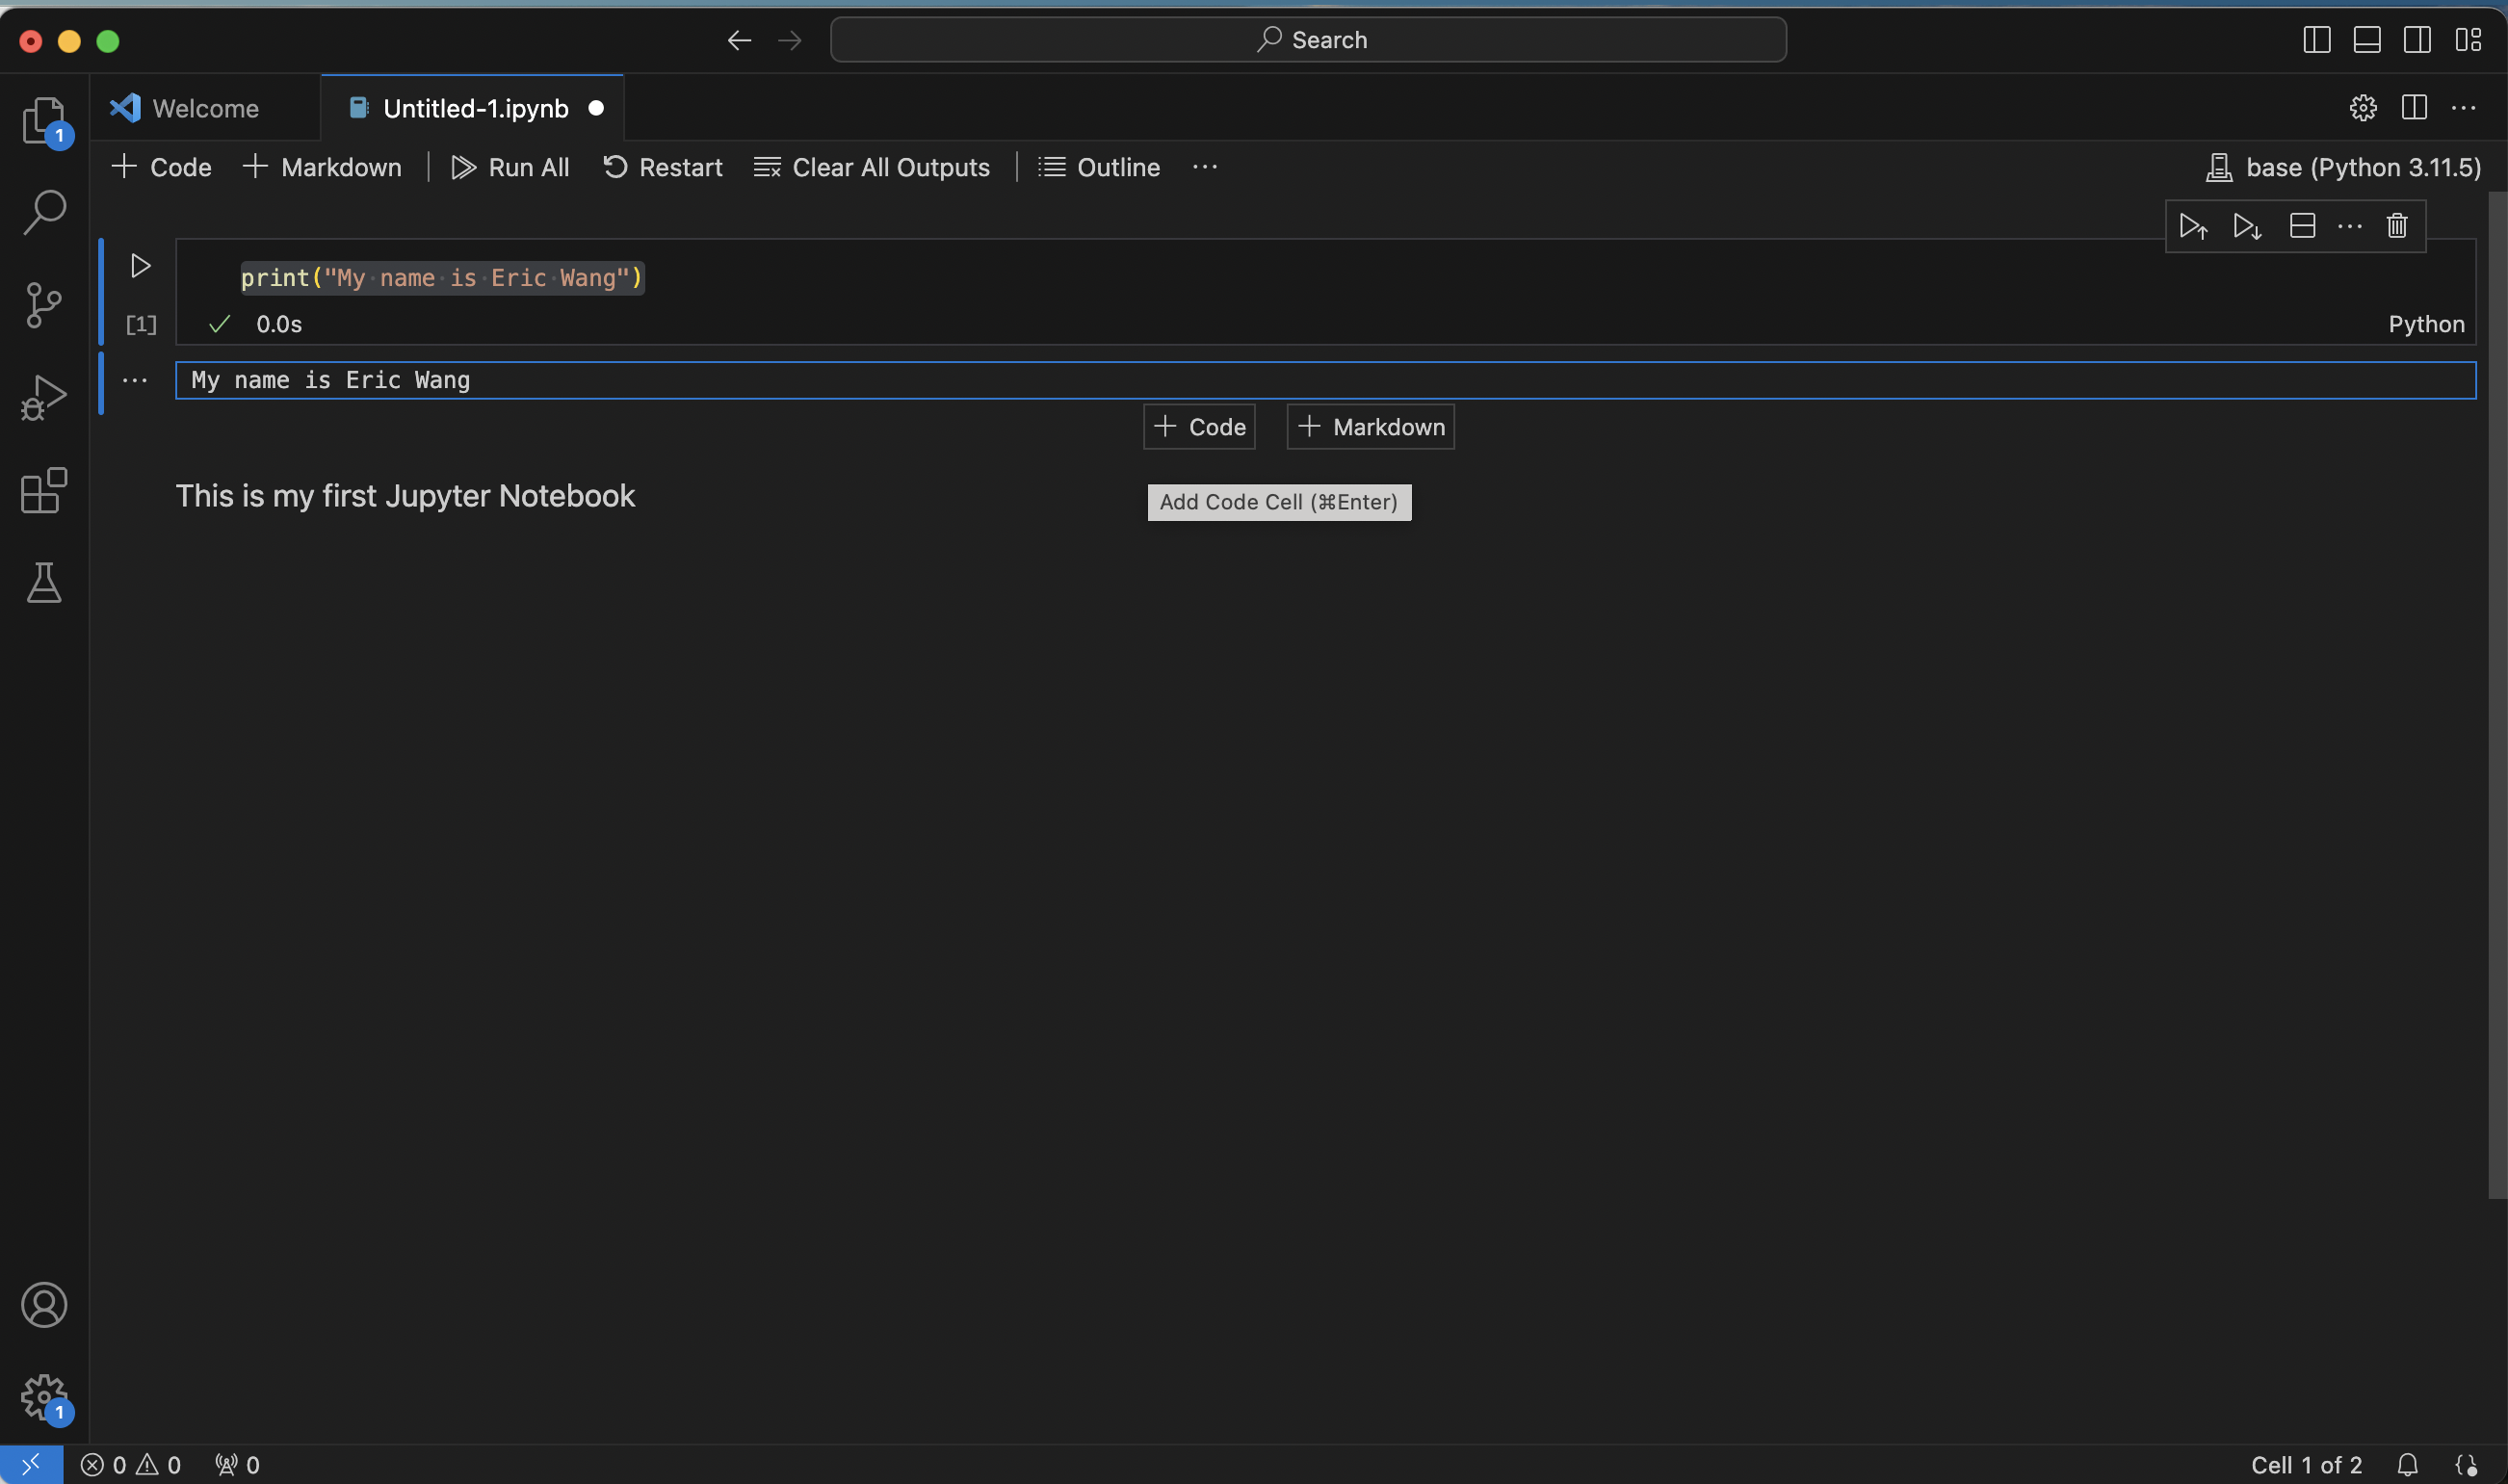 Search
Welcome
Untitled-1.ipynb
Code Markdown Run All Restart Clear All Outputs Outline ... base (Python 3.11.5)
print("My name is Eric Wang")
[1] 0.0s Python
My name is Eric Wang
Code Markdown
This is my first Jupyter Notebook
Add Code Cell (⌘Enter)
1
1
0 0 0 Cell 1 of 2